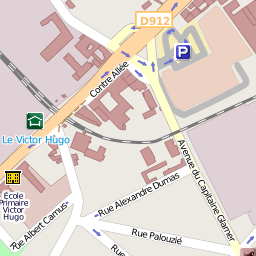 D912
P
Contre Allée
Le Victor Hugo
Avenue du Capitaine Glarner
École
Primaire
Victor
Hugo
Rue Alexandre Dumas
Rue Albert Camus
Rue Palouzié